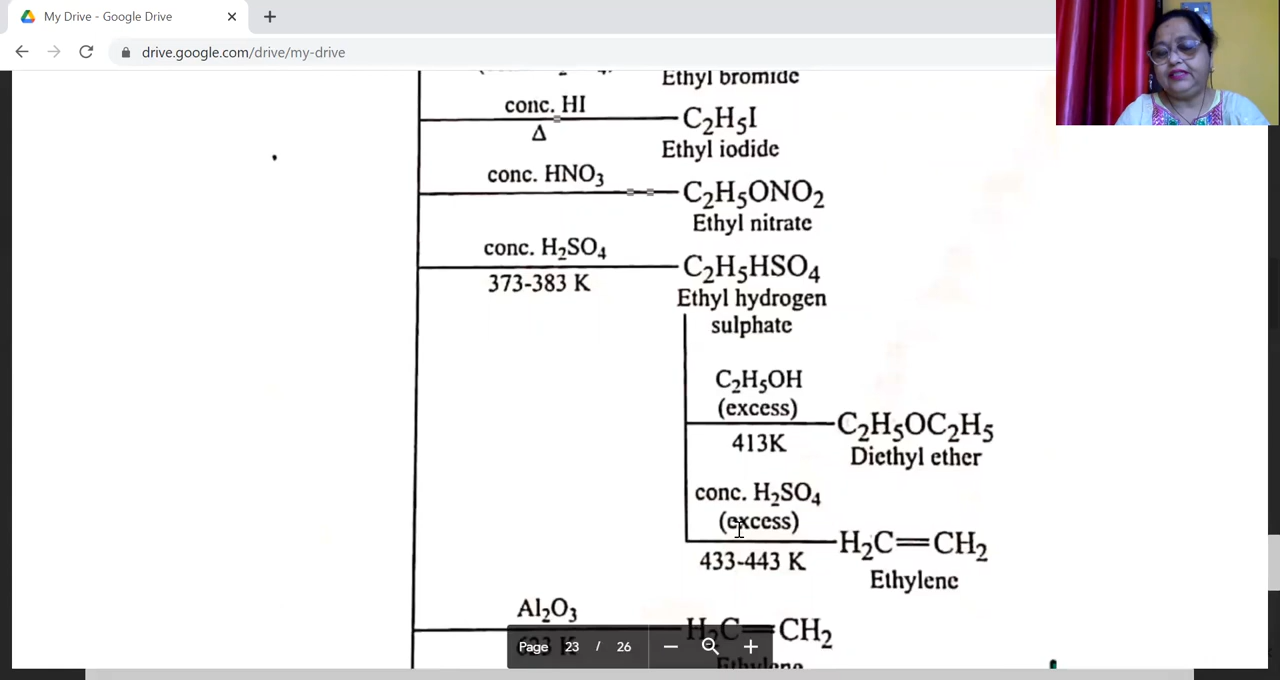 My Drive - Google Drive
drive.google.com/drive/my-drive
Ethyl bromide
conc. HI
Δ
C₂H₅I
Ethyl iodide
conc. HNO₃
C₂H₅ONO₂
Ethyl nitrate
conc. H₂SO₄
373-383 K
C₂H₅HSO₄
Ethyl hydrogen
sulphate
C₂H₅OH
(excess)
413K
C₂H₅OC₂H₅
Diethyl ether
conc. H₂SO₄
(excess)
433-443 K
H₂C=CH₂
Ethylene
Al₂O₃
H₂C=CH₂
Ethylene
Page 23 / 26